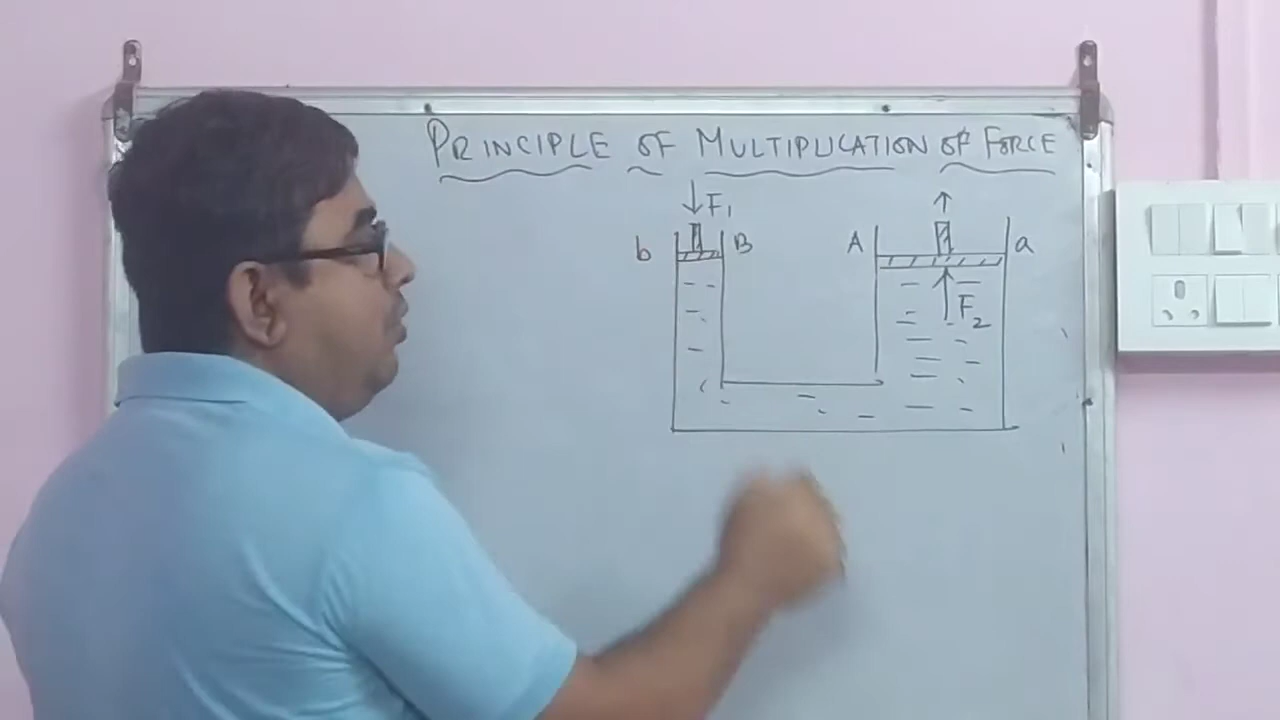 PRINCIPLE OF MULTIPLICATION OF FORCE
F₁
b B A a
F₂